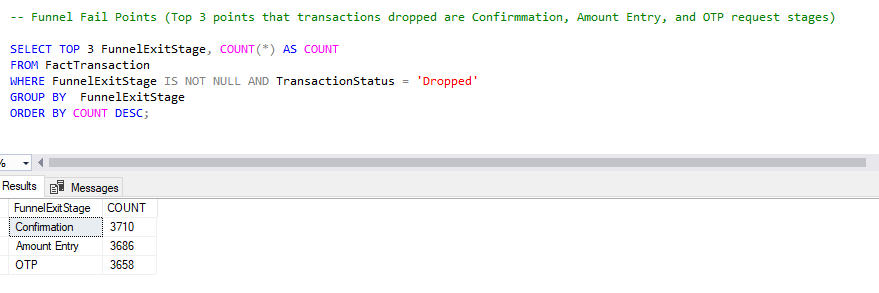 -- Funnel Fail Points (Top 3 points that transactions dropped are Confirmmation, Amount Entry, and OTP request stages)
SELECT TOP 3 FunnelExitStage, COUNT(*) AS COUNT
FROM FactTransaction
WHERE FunnelExitStage IS NOT NULL AND TransactionStatus = 'Dropped'
GROUP BY  FunnelExitStage
ORDER BY COUNT DESC;
%
Results Messages
FunnelExitStage COUNT
Confirmation 3710
Amount Entry 3686
OTP 3658